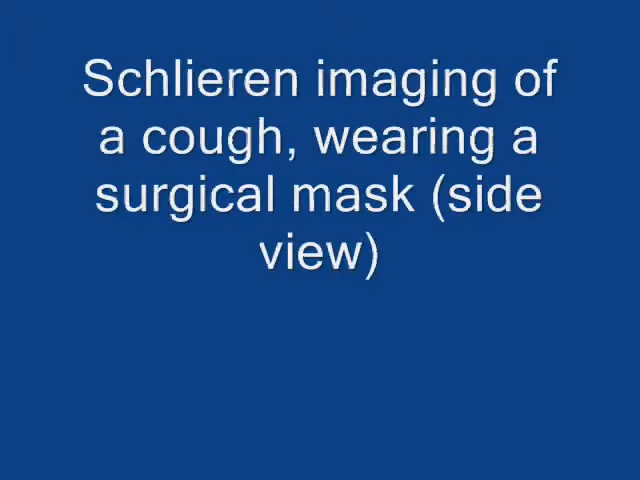 Schlieren imaging of
a cough, wearing a
surgical mask (side
view)